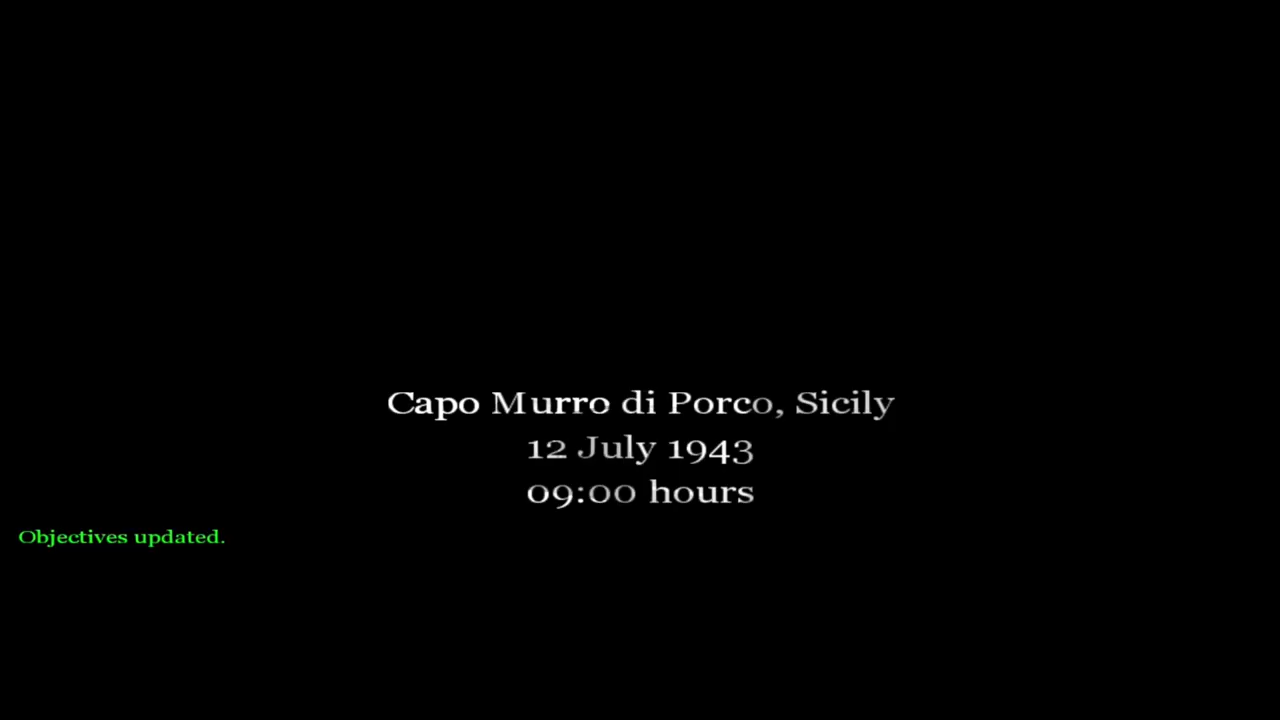 Capo Murro di Porco, Sicily
12 July 1943
09:00 hours
Objectives updated.